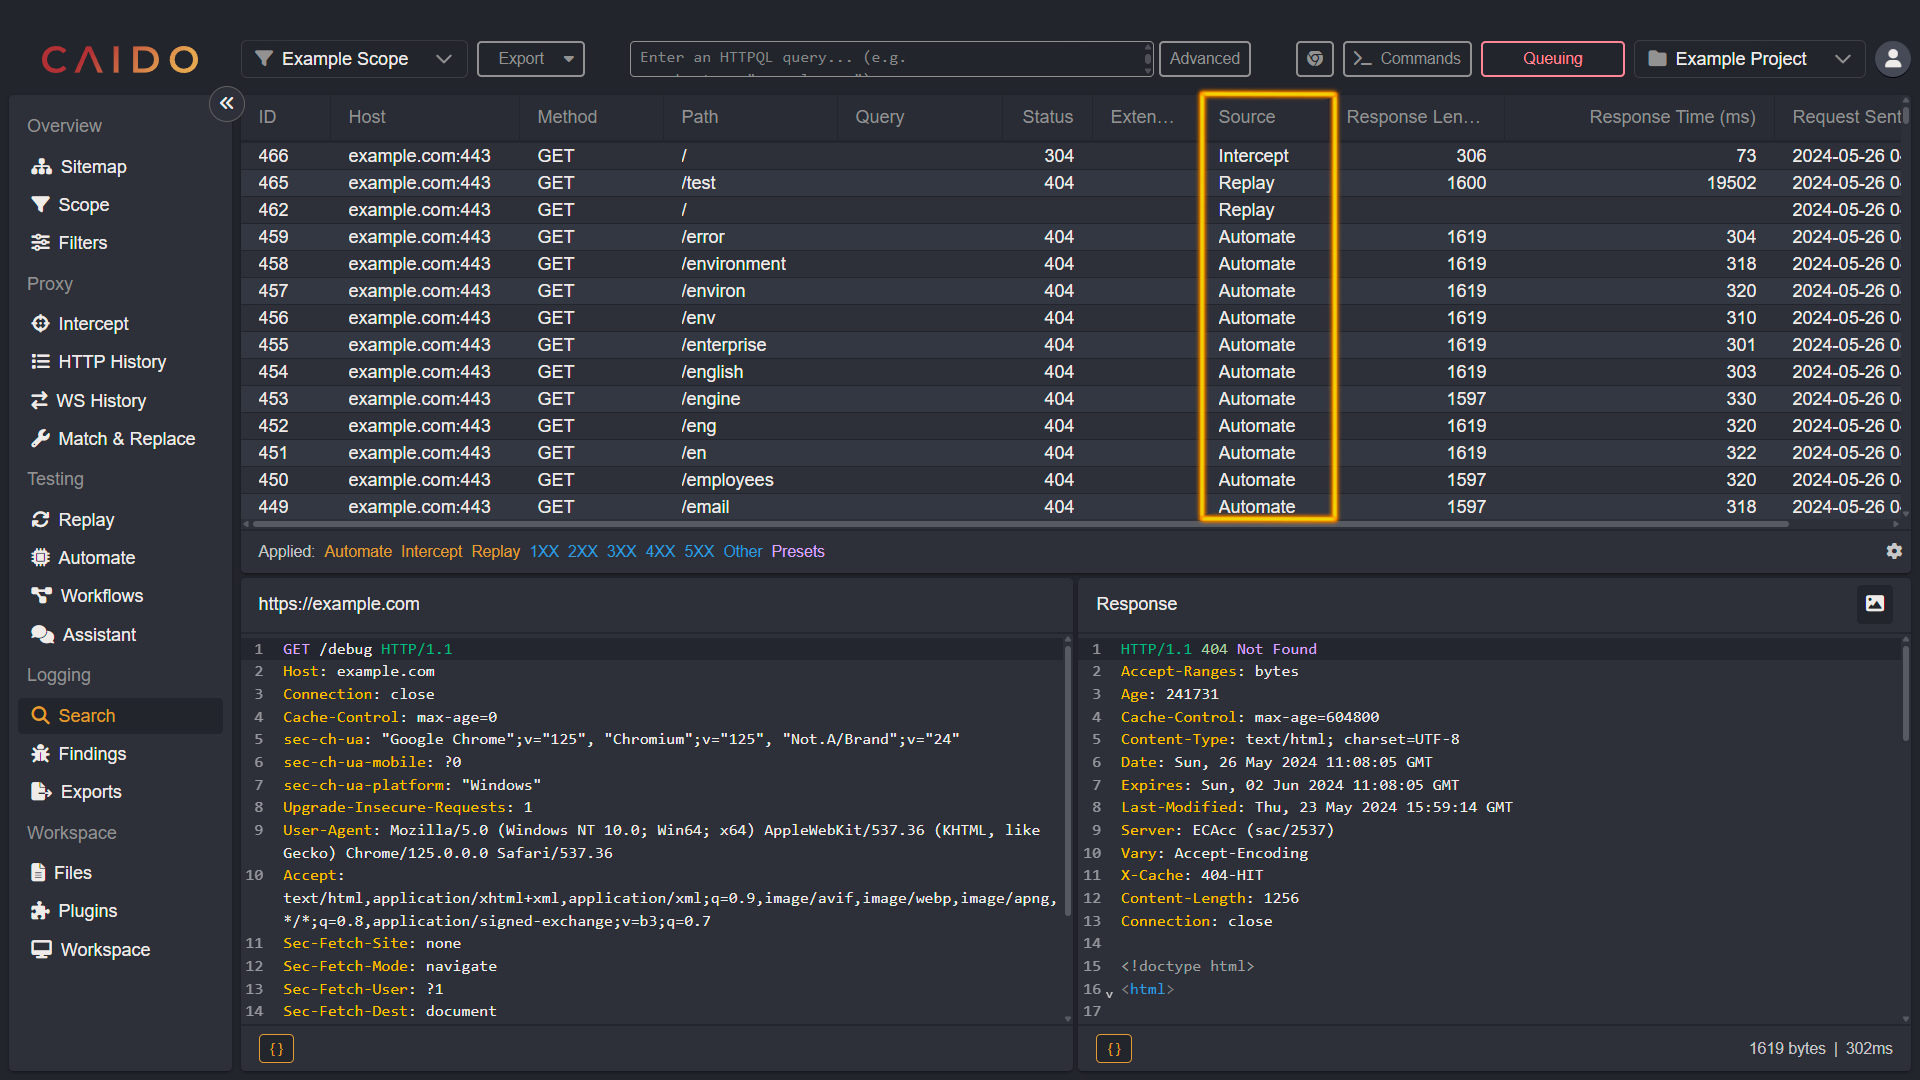 CAIDO
Example Scope
Export
Enter an HTTPQL query... (e.g.
Advanced
Commands
Queuing
Example Project
Overview
Sitemap
Scope
Filters
Proxy
Intercept
HTTP History
WS History
Match & Replace
Testing
Replay
Automate
Workflows
Assistant
Logging
Search
Findings
Exports
Workspace
Files
Plugins
Workspace
ID Host Method Path Query Status Exten... Source Response Len... Response Time (ms) Request Sent
466 example.com:443 GET / 304 Intercept 306 73 2024-05-26 0
465 example.com:443 GET /test 404 Replay 1600 19502 2024-05-26 0
462 example.com:443 GET / Replay 2024-05-26 0
459 example.com:443 GET /error 404 Automate 1619 304 2024-05-26 0
458 example.com:443 GET /environment 404 Automate 1619 318 2024-05-26 0
457 example.com:443 GET /environ 404 Automate 1619 320 2024-05-26 0
456 example.com:443 GET /env 404 Automate 1619 310 2024-05-26 0
455 example.com:443 GET /enterprise 404 Automate 1619 301 2024-05-26 0
454 example.com:443 GET /english 404 Automate 1619 303 2024-05-26 0
453 example.com:443 GET /engine 404 Automate 1597 330 2024-05-26 0
452 example.com:443 GET /eng 404 Automate 1619 320 2024-05-26 0
451 example.com:443 GET /en 404 Automate 1619 322 2024-05-26 0
450 example.com:443 GET /employees 404 Automate 1597 320 2024-05-26 0
449 example.com:443 GET /email 404 Automate 1597 318 2024-05-26 0
Applied: Automate Intercept Replay 1XX 2XX 3XX 4XX 5XX Other Presets
https://example.com
1 GET /debug HTTP/1.1
2 Host: example.com
3 Connection: close
4 Cache-Control: max-age=0
5 sec-ch-ua: "Google Chrome";v="125", "Chromium";v="125", "Not.A/Brand";v="24"
6 sec-ch-ua-mobile: ?0
7 sec-ch-ua-platform: "Windows"
8 Upgrade-Insecure-Requests: 1
9 User-Agent: Mozilla/5.0 (Windows NT 10.0; Win64; x64) AppleWebKit/537.36 (KHTML, like
Gecko) Chrome/125.0.0.0 Safari/537.36
10 Accept:
text/html,application/xhtml+xml,application/xml;q=0.9,image/avif,image/webp,image/apng,
*/*;q=0.8,application/signed-exchange;v=b3;q=0.7
11 Sec-Fetch-Site: none
12 Sec-Fetch-Mode: navigate
13 Sec-Fetch-User: ?1
14 Sec-Fetch-Dest: document
{}
Response
1 HTTP/1.1 404 Not Found
2 Accept-Ranges: bytes
3 Age: 241731
4 Cache-Control: max-age=604800
5 Content-Type: text/html; charset=UTF-8
6 Date: Sun, 26 May 2024 11:08:05 GMT
7 Expires: Sun, 02 Jun 2024 11:08:05 GMT
8 Last-Modified: Thu, 23 May 2024 15:59:14 GMT
9 Server: ECAcc (sac/2537)
10 Vary: Accept-Encoding
11 X-Cache: 404-HIT
12 Content-Length: 1256
13 Connection: close
14
15 <!doctype html>
16 <html>
17
{}
1619 bytes | 302ms